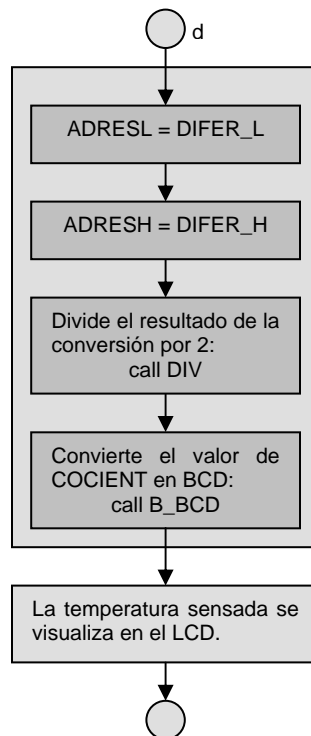 d
ADRESL = DIFER_L
ADRESH = DIFER_H
Divide el resultado de la
conversión por 2:
call DIV
Convierte el valor de
COCIENT en BCD:
call B_BCD
La temperatura sensada se
visualiza en el LCD.